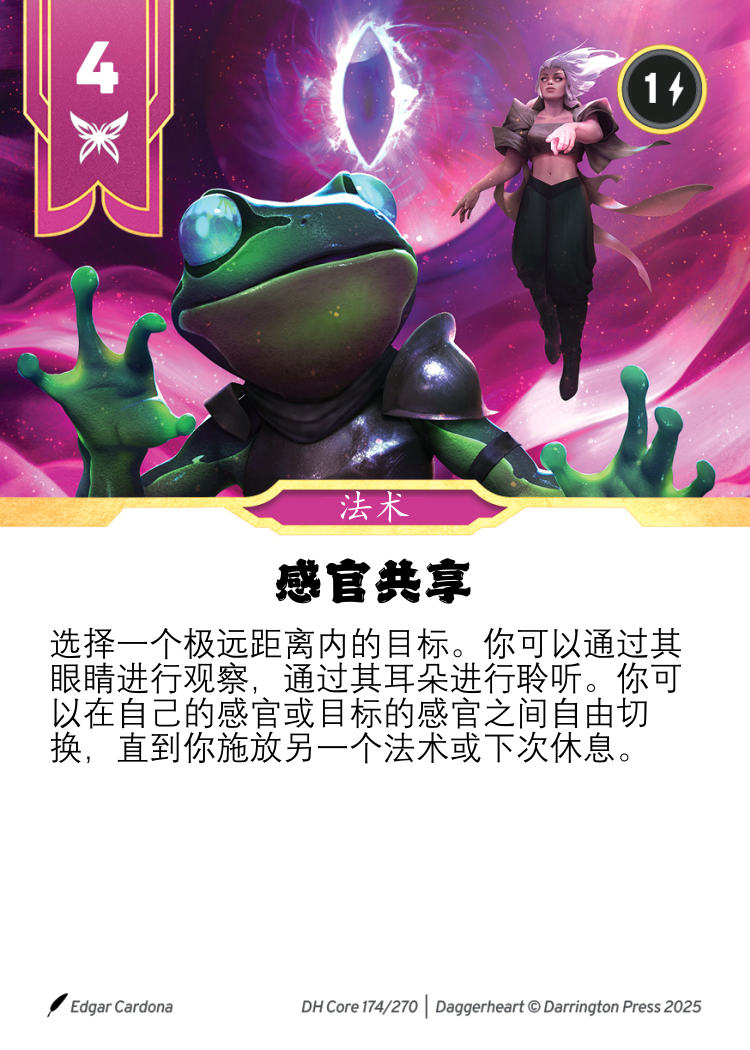 4
1
法术
感官共享
选择一个极远距离内的目标。你可以通过其
眼睛进行观察，通过其耳朵进行聆听。你可
以在自己的感官或目标的感官之间自由切
换，直到你施放另一个法术或下次休息。
Edgar Cardona
DH Core 174/270 | Daggerheart © Darrington Press 2025